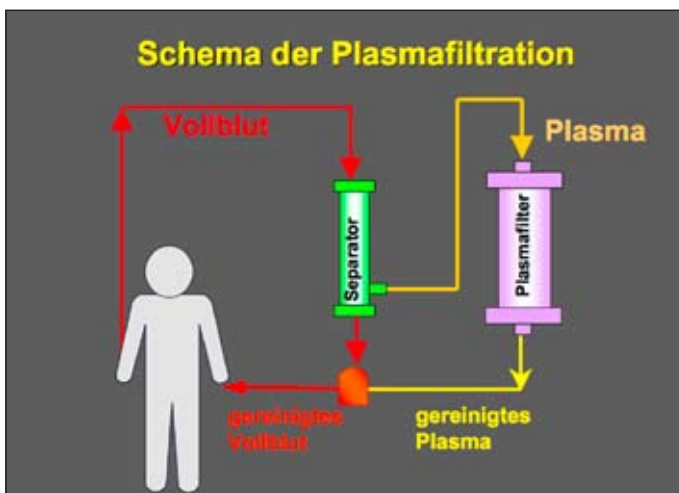 Schema der Plasmafiltration
Vollblut
Plasma
Separator
Plasmafilter
gereinigtes
Vollblut
gereinigtes
Plasma